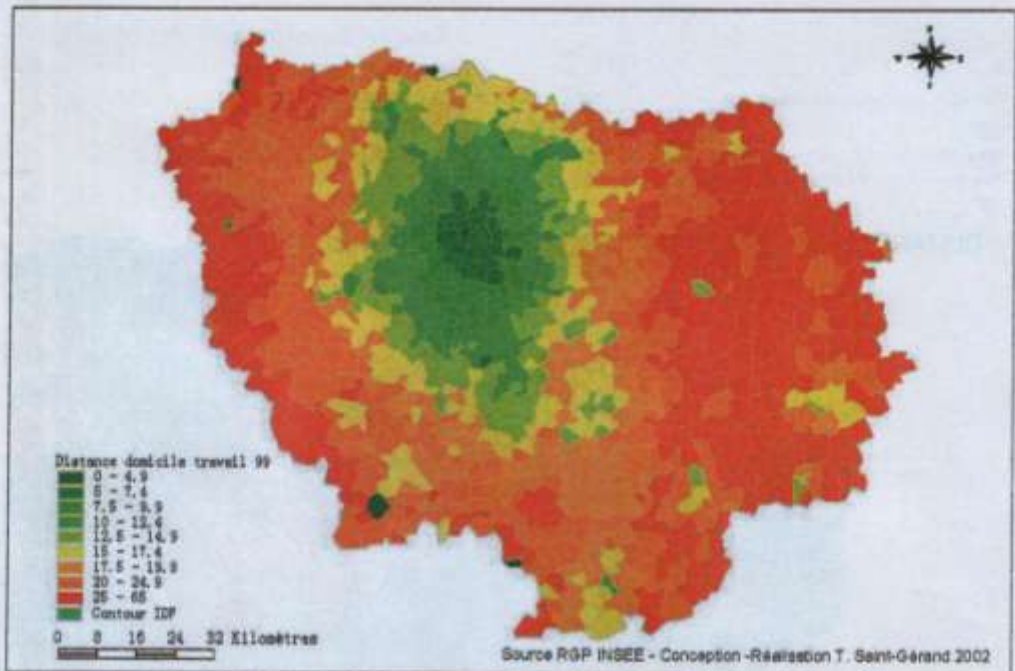 Distance domicile travail 99
0 - 4.9
5 - 7.4
7.5 - 9.9
10 - 12.4
12.5 - 14.9
15 - 17.4
17.5 - 19.9
20 - 24.9
25 - 65
Contour IDF
0 8 16 24 32 Kilomètres
Source RGP INSEE - Conception -Réalisation T. Saint-Gérand 2002